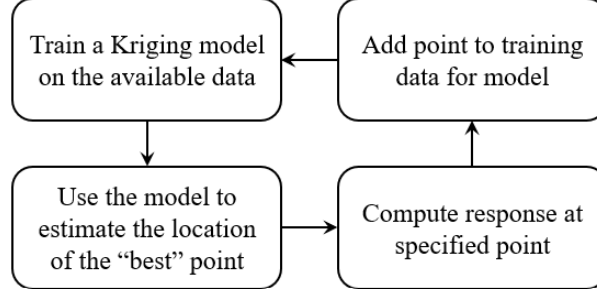 Train a Kriging model
on the available data
Add point to training
data for model
Use the model to
estimate the location
of the “best” point
Compute response at
specified point